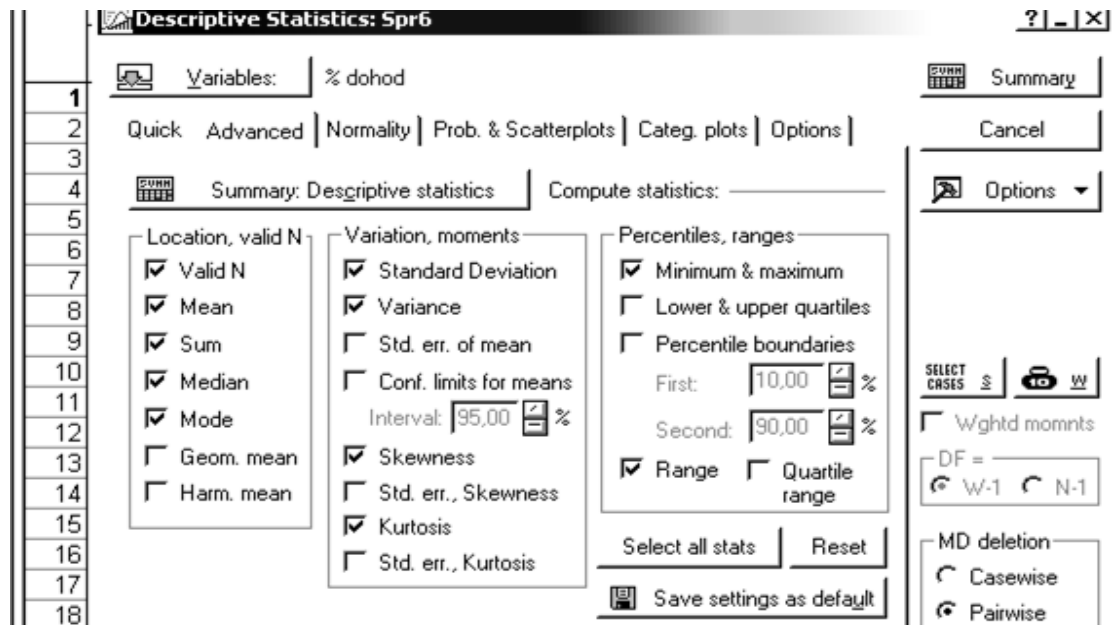 Descriptive Statistics: Spr6
Variables: % dohod
Summary
Quick Advanced Normality Prob. & Scatterplots Categ. plots Options
Cancel
Summary: Descriptive statistics Compute statistics:
Options
Location, valid N
Valid N
Mean
Sum
Median
Mode
Geom. mean
Harm. mean
Variation, moments
Standard Deviation
Variance
Std. err. of mean
Conf. limits for means
Interval: 95,00 %
Skewness
Std. err., Skewness
Kurtosis
Std. err., Kurtosis
Percentiles, ranges
Minimum & maximum
Lower & upper quartiles
Percentile boundaries
First: 10,00 %
Second: 90,00 %
Range Quartile
range
Select all stats Reset
Save settings as default
SELECT
CASES S W
Wghtd momnts
DF =
W-1 N-1
MD deletion
Casewise
Pairwise
1
2
3
4
5
6
7
8
9
10
11
12
13
14
15
16
17
18